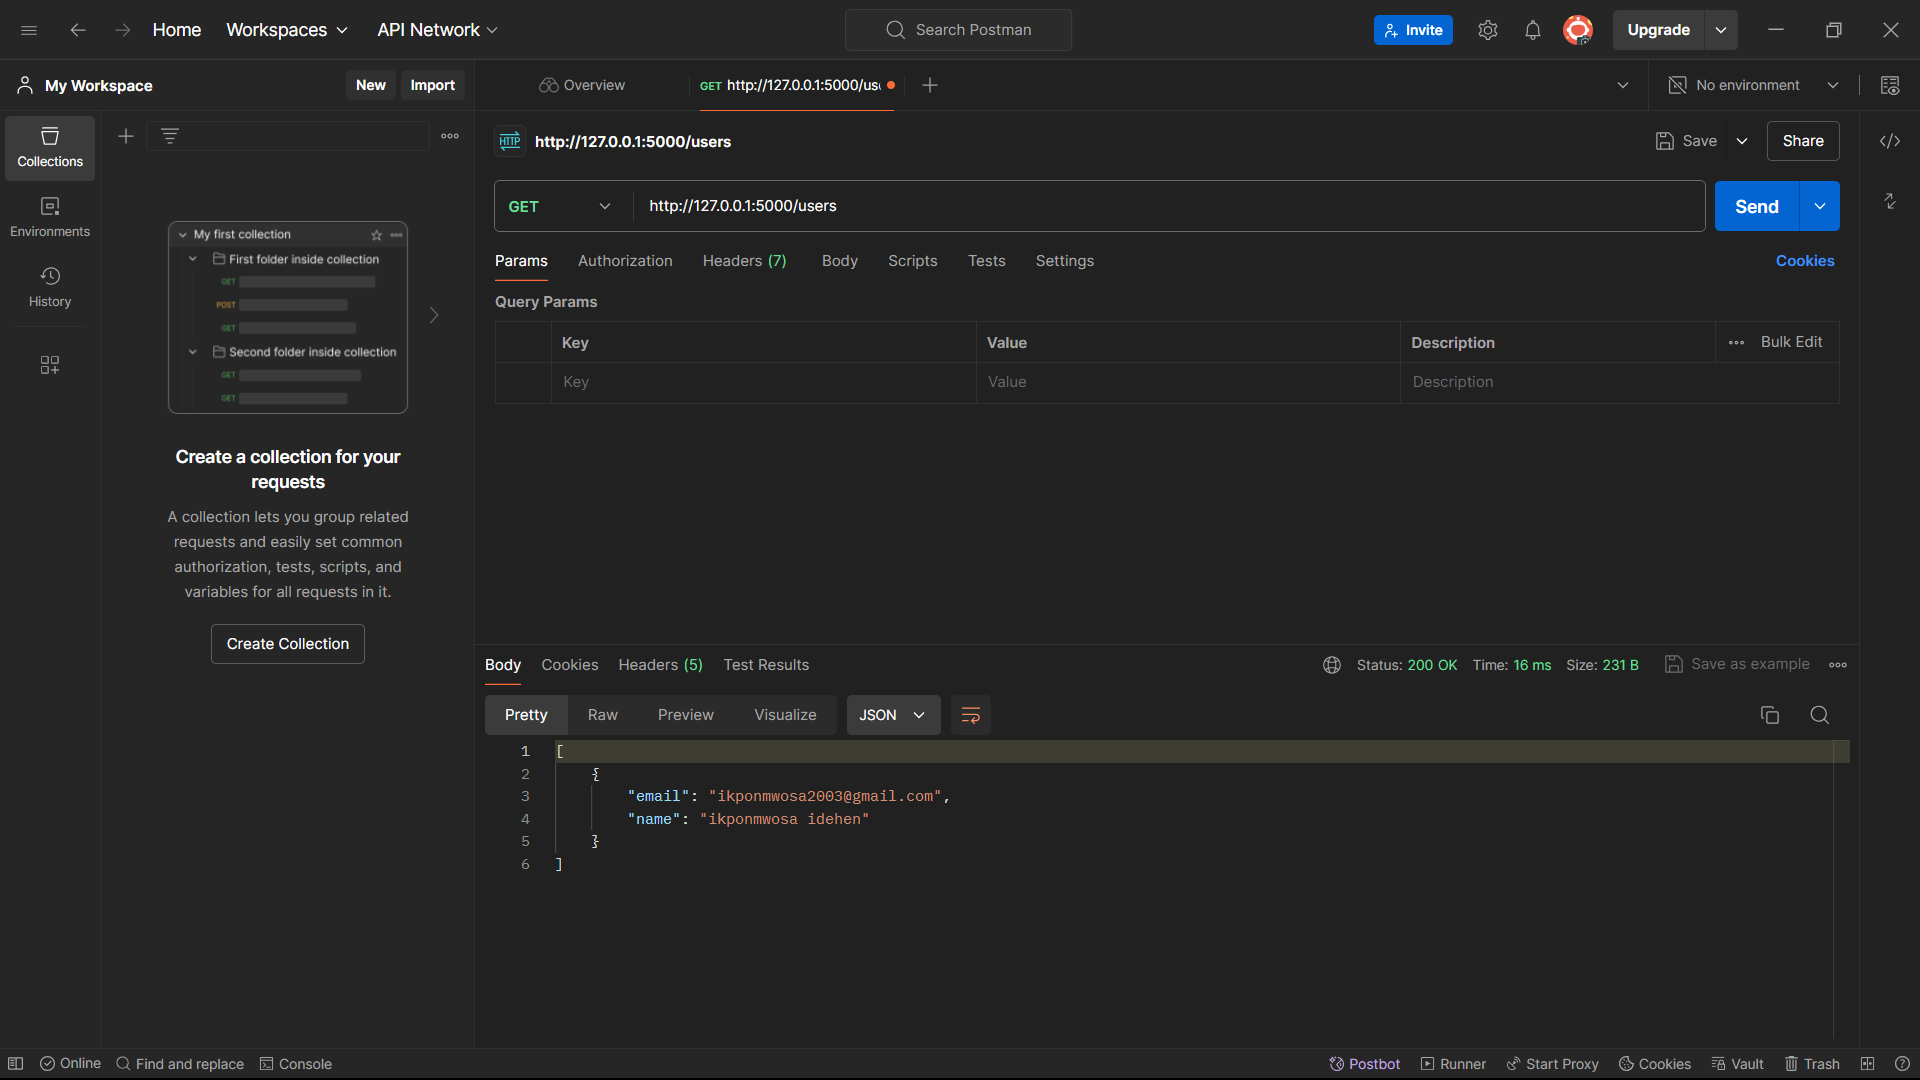 Home Workspaces API Network Search Postman Invite Upgrade
My Workspace New Import Overview GET http://127.0.0.1:5000/us No environment
Collections
Environments
History
My first collection
First folder inside collection
GET
POST
GET
Second folder inside collection
GET
GET
Create a collection for your
requests
A collection lets you group related
requests and easily set common
authorization, tests, scripts, and
variables for all requests in it.
Create Collection
HTTP http://127.0.0.1:5000/users Save Share
GET http://127.0.0.1:5000/users Send
Params Authorization Headers (7) Body Scripts Tests Settings Cookies
Query Params
Key Value Description Bulk Edit
Key Value Description
Body Cookies Headers (5) Test Results Status: 200 OK Time: 16 ms Size: 231 B Save as example
Pretty Raw Preview Visualize JSON
1 [
2 {
3 "email": "ikponmwosa2003@gmail.com",
4 "name": "ikponmwosa idehen"
5 }
6 ]
Online Find and replace Console Postbot Runner Start Proxy Cookies Vault Trash